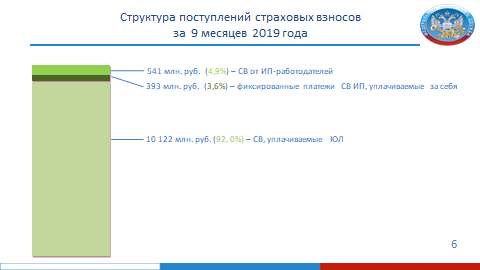 Структура поступлений страховых взносов
за 9 месяцев 2019 года
541 млн. руб. (4,9%) – СВ от ИП-работодателей
393 млн. руб. (3,6%) – фиксированные платежи СВ ИП, уплачиваемые за себя
10 122 млн. руб. (92, 0%) – СВ, уплачиваемые ЮЛ
6